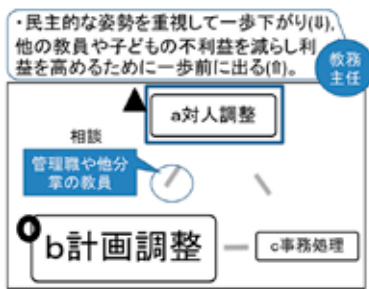 ・民主的な姿勢を重視して一歩下がり(⇓),
他の教員や子どもの不利益を減らし利
益を高めるために一歩前に出る(⇑)。
教務
主任
a対人調整
相談
管理職や他分
掌の教員
b計画調整
c事務処理